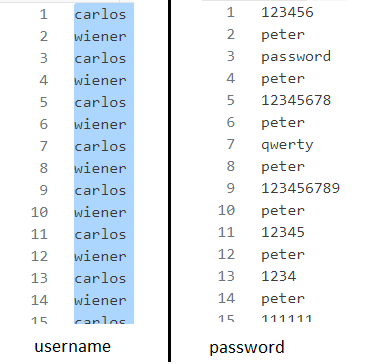 1 carlos
2 wiener
3 carlos
4 wiener
5 carlos
6 wiener
7 carlos
8 wiener
9 carlos
10 wiener
11 carlos
12 wiener
13 carlos
14 wiener
15 carlos
username
1 123456
2 peter
3 password
4 peter
5 12345678
6 peter
7 qwerty
8 peter
9 123456789
10 peter
11 12345
12 peter
13 1234
14 peter
15 111111
password